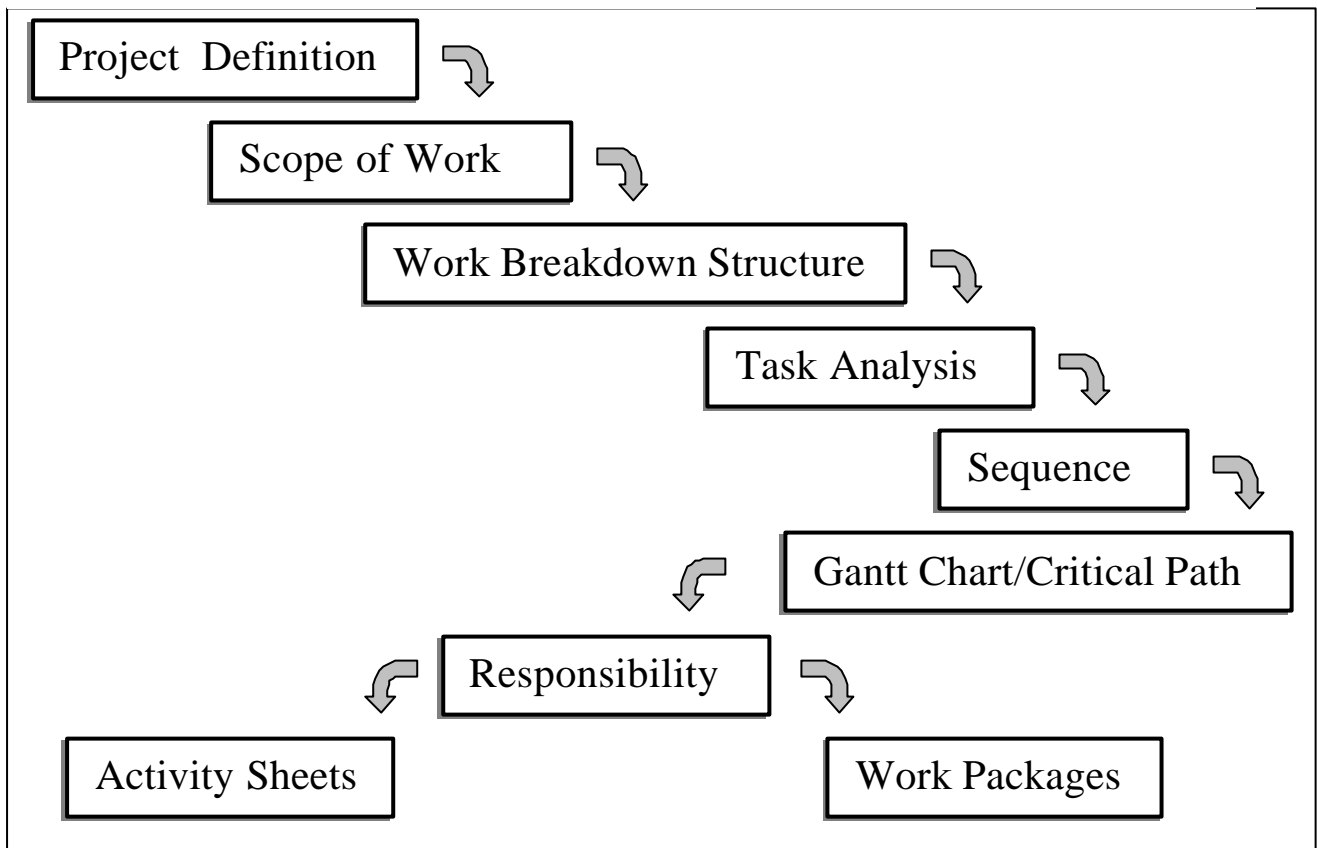 Project Definition
Scope of Work
Work Breakdown Structure
Task Analysis
Sequence
Gantt Chart/Critical Path
Responsibility
Activity Sheets
Work Packages